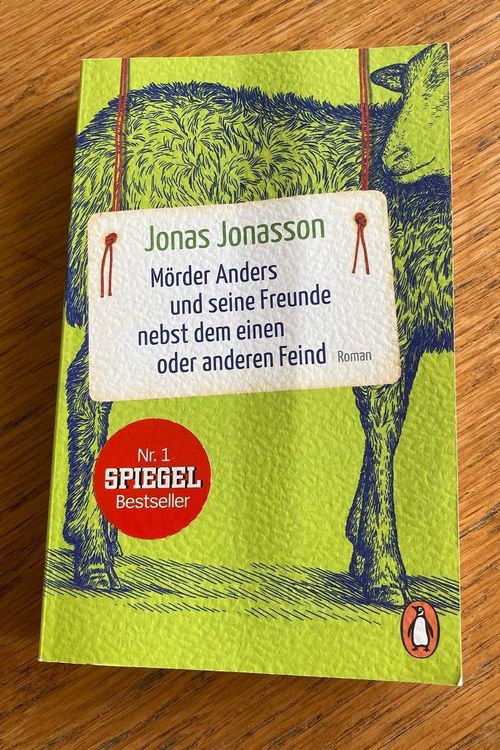 Jonas Jonasson
Mörder Anders
und seine Freunde
nebst dem einen
oder anderen Feind Roman
Nr. 1
SPIEGEL
Bestseller